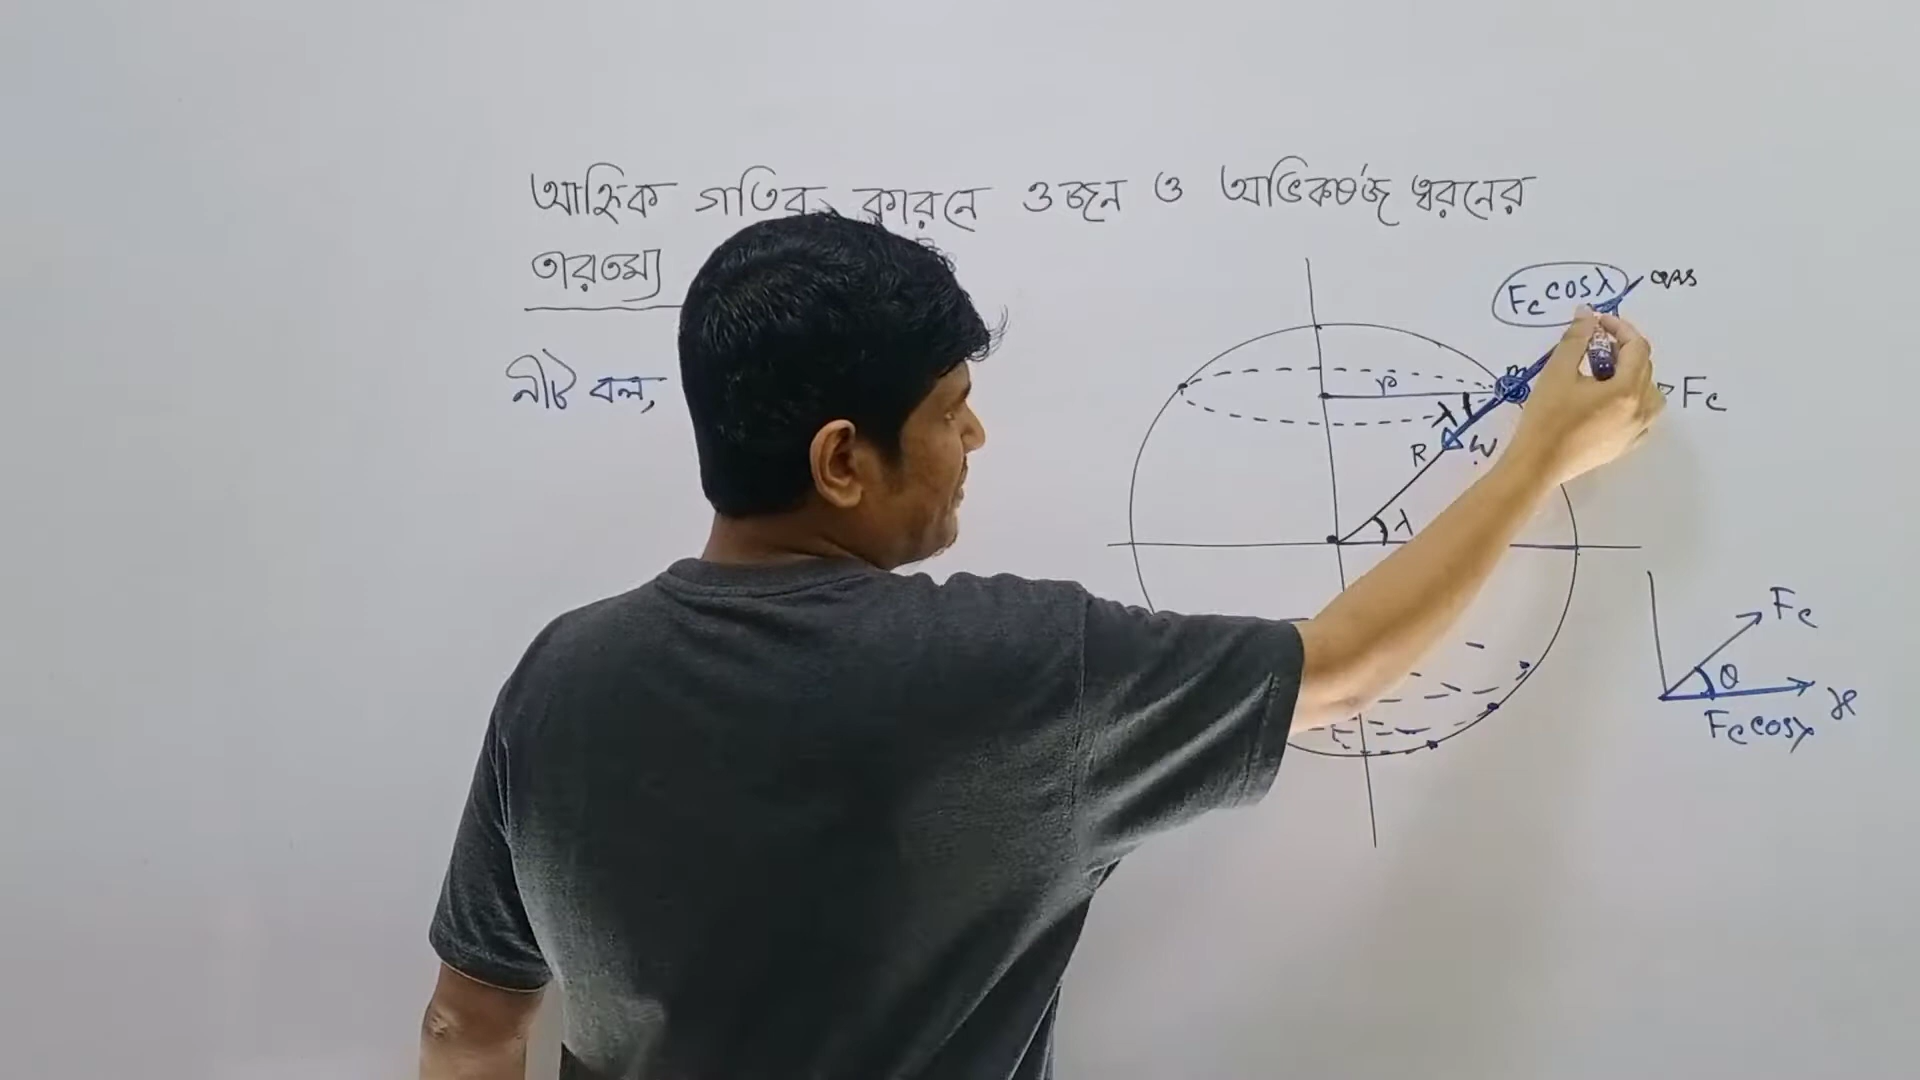 আহ্নিক গতির কারনে ওজন ও অভিকর্ষজ ত্বরনের
তারতম্য
নীট বল,
Fc cosλ
r
Fc
λ
R
W
λ
Fc
θ
x
Fc cosλ